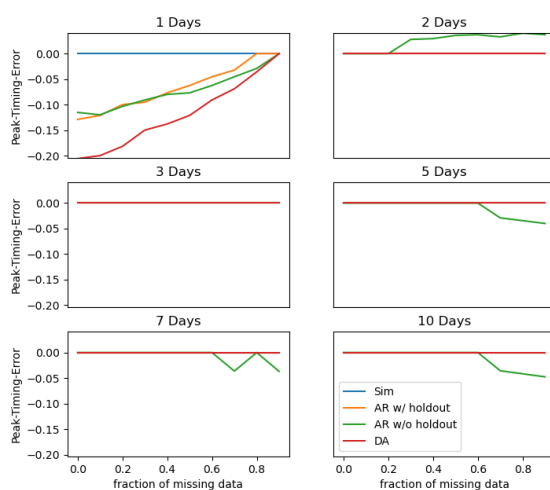 1 Days
2 Days
Peak-Timing-Error
0.00
−0.05
−0.10
−0.15
−0.20
3 Days
5 Days
Peak-Timing-Error
0.00
−0.05
−0.10
−0.15
−0.20
7 Days
10 Days
Peak-Timing-Error
0.00
−0.05
−0.10
−0.15
−0.20
Sim
AR w/ holdout
AR w/o holdout
DA
0.0 0.2 0.4 0.6 0.8
0.0 0.2 0.4 0.6 0.8
fraction of missing data
fraction of missing data